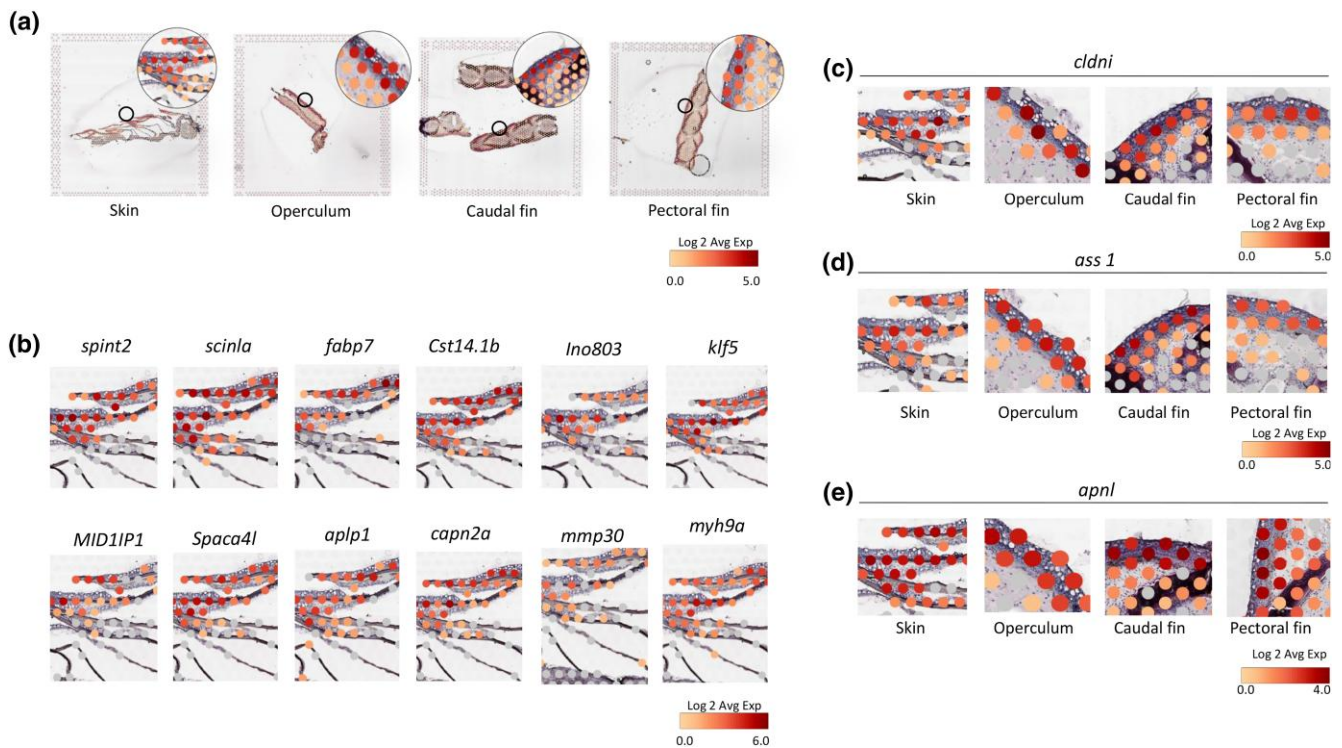 (a)
Skin
Operculum
Caudal fin
Pectoral fin
Log 2 Avg Exp
0.0 5.0
(b)
spint2 scinla fabp7 Cst14.1b Ino803 klf5
MID1IP1 Spaca4l aplp1 capn2a mmp30 myh9a
Log 2 Avg Exp
0.0 6.0
(c)
cldni
Skin Operculum Caudal fin Pectoral fin
Log 2 Avg Exp
0.0 5.0
(d)
ass 1
Skin Operculum Caudal fin Pectoral fin
Log 2 Avg Exp
0.0 5.0
(e)
apnl
Skin Operculum Caudal fin Pectoral fin
Log 2 Avg Exp
0.0 4.0